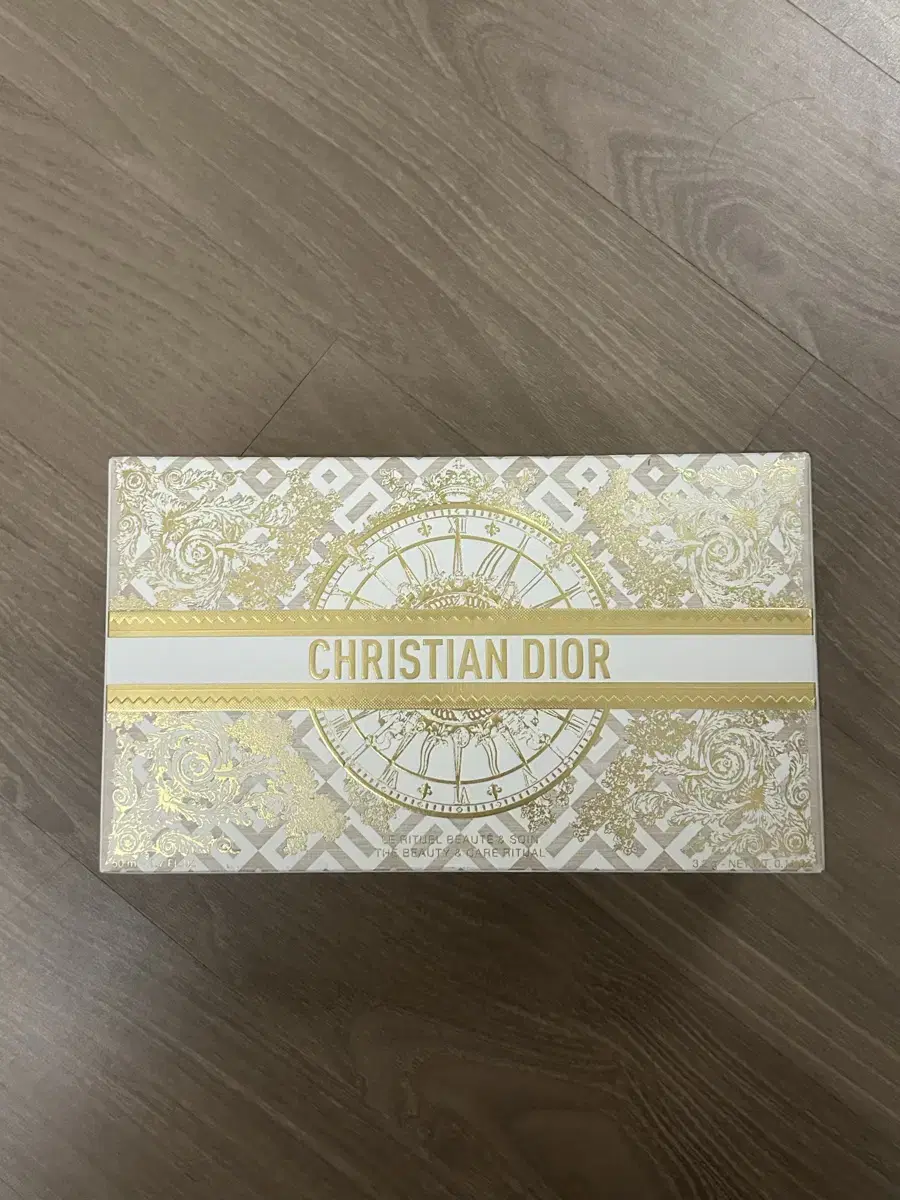 CHRISTIAN DIOR
LE RITUEL BEAUTÉ & SOIN
THE BEAUTY & CARE RITUAL